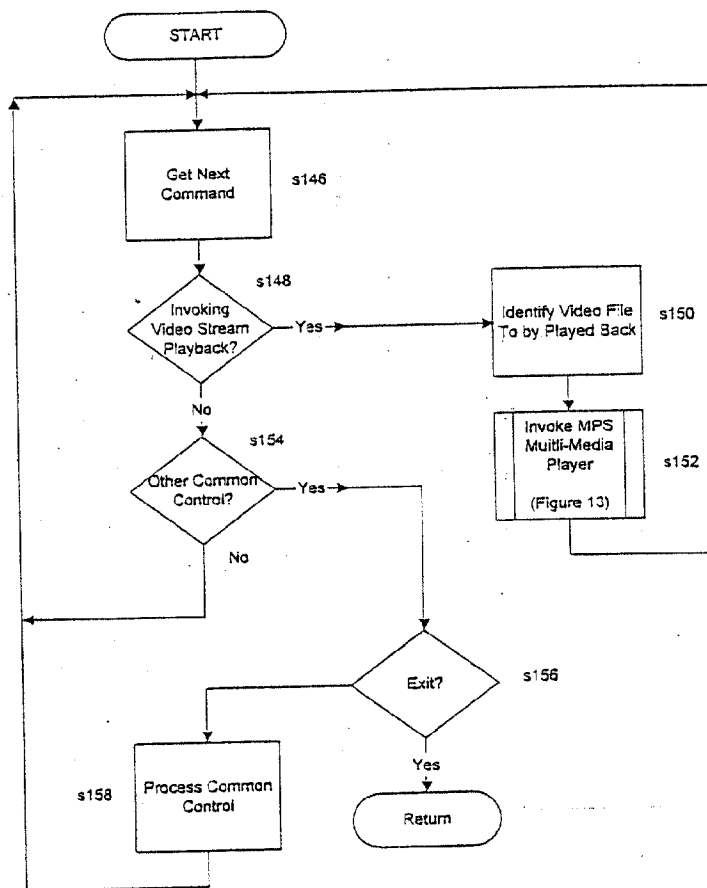 START
Get Next
Command
s146
s148
Invoking
Video Stream
Playback?
Yes
Identify Video File
To by Played Back
s150
No
s154
Invoke MPS
Muitli-Media
Player
(Figure 13)
s152
Other Common
Control?
Yes
No
Exit?
s156
s158
Process Common
Control
Yes
Return